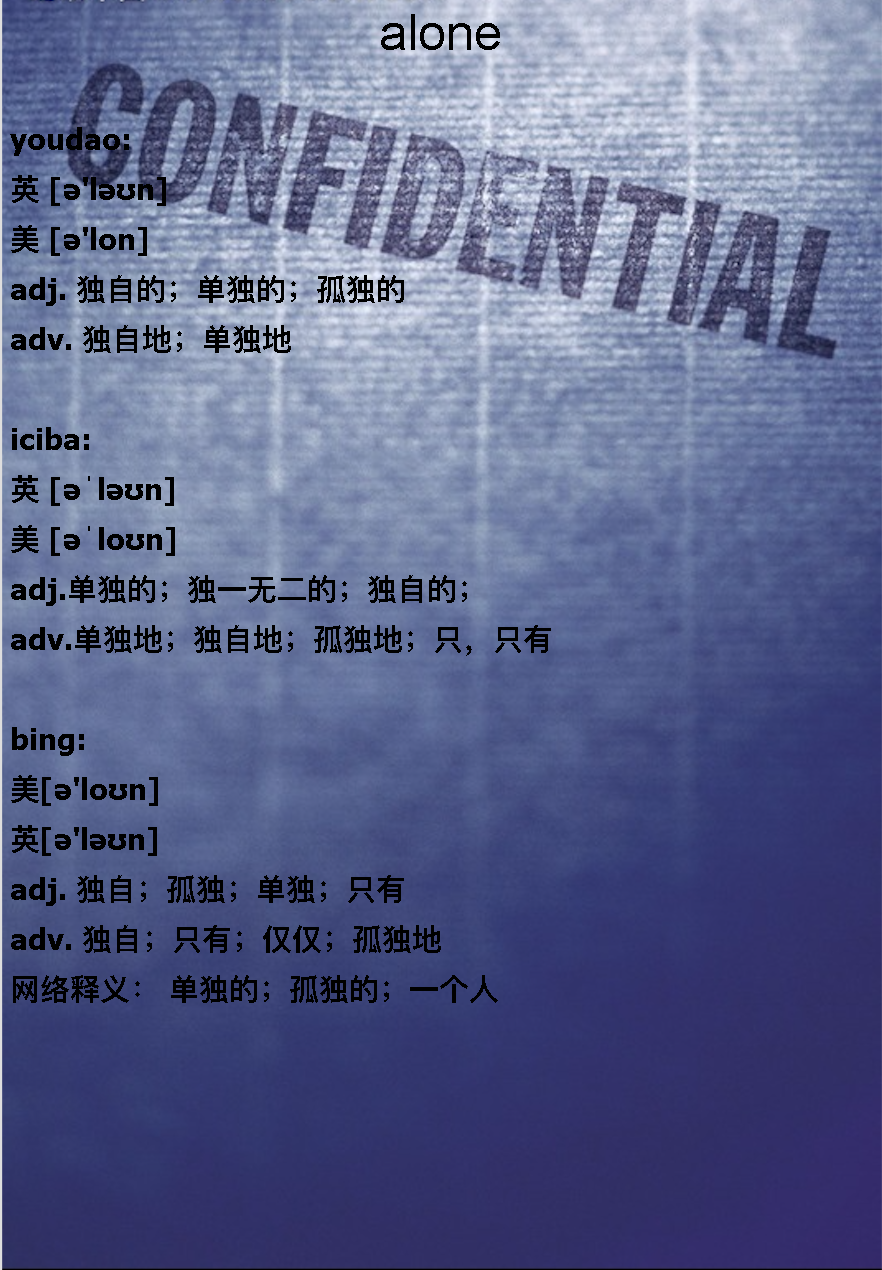 alone
CONFIDENTIAL
youdao:
英 [ə'ləʊn]
美 [ə'lon]
adj. 独自的；单独的；孤独的
adv. 独自地；单独地
iciba:
英 [əˈləʊn]
美 [əˈloʊn]
adj.单独的；独一无二的；独自的；
adv.单独地；独自地；孤独地；只，只有
bing:
美[ə'loʊn]
英[ə'ləʊn]
adj. 独自；孤独；单独；只有
adv. 独自；只有；仅仅；孤独地
网络释义： 单独的；孤独的；一个人